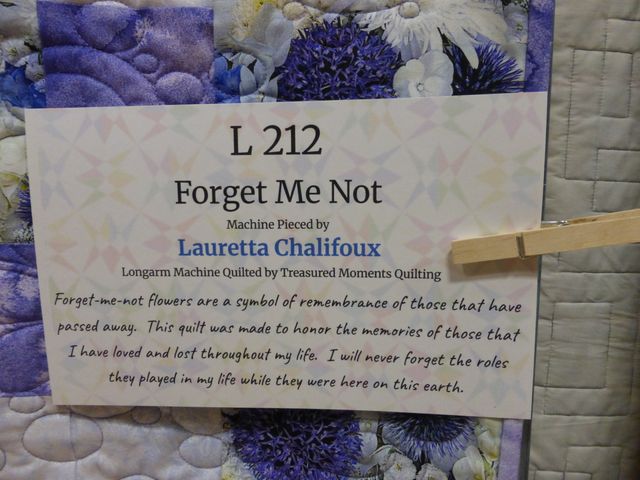 L 212
Forget Me Not
Machine Pieced by
Lauretta Chalifoux
Longarm Machine Quilted by Treasured Moments Quilting
Forget-me-not flowers are a symbol of remembrance of those that have
passed away. This quilt was made to honor the memories of those that
I have loved and lost throughout my life. I will never forget the roles
they played in my life while they were here on this earth.